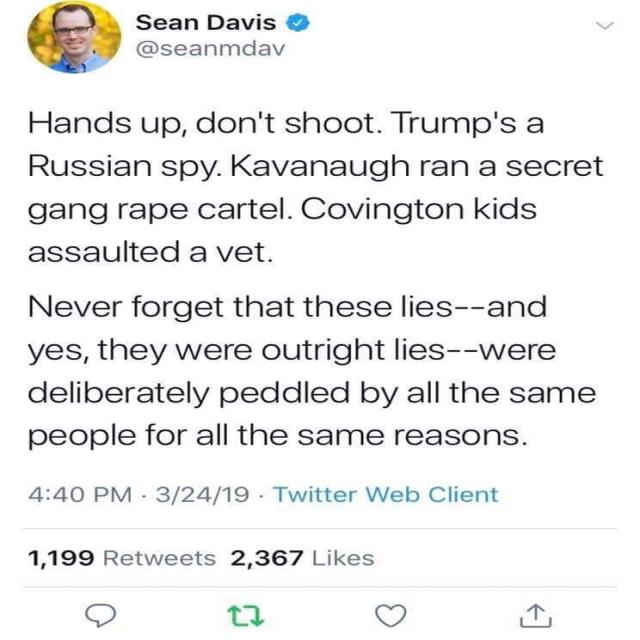 Sean Davis
@seanmdav
Hands up, don't shoot. Trump's a
Russian spy. Kavanaugh ran a secret
gang rape cartel. Covington kids
assaulted a vet.
Never forget that these lies--and
yes, they were outright lies--were
deliberately peddled by all the same
people for all the same reasons.
4:40 PM · 3/24/19 · Twitter Web Client
1,199 Retweets 2,367 Likes